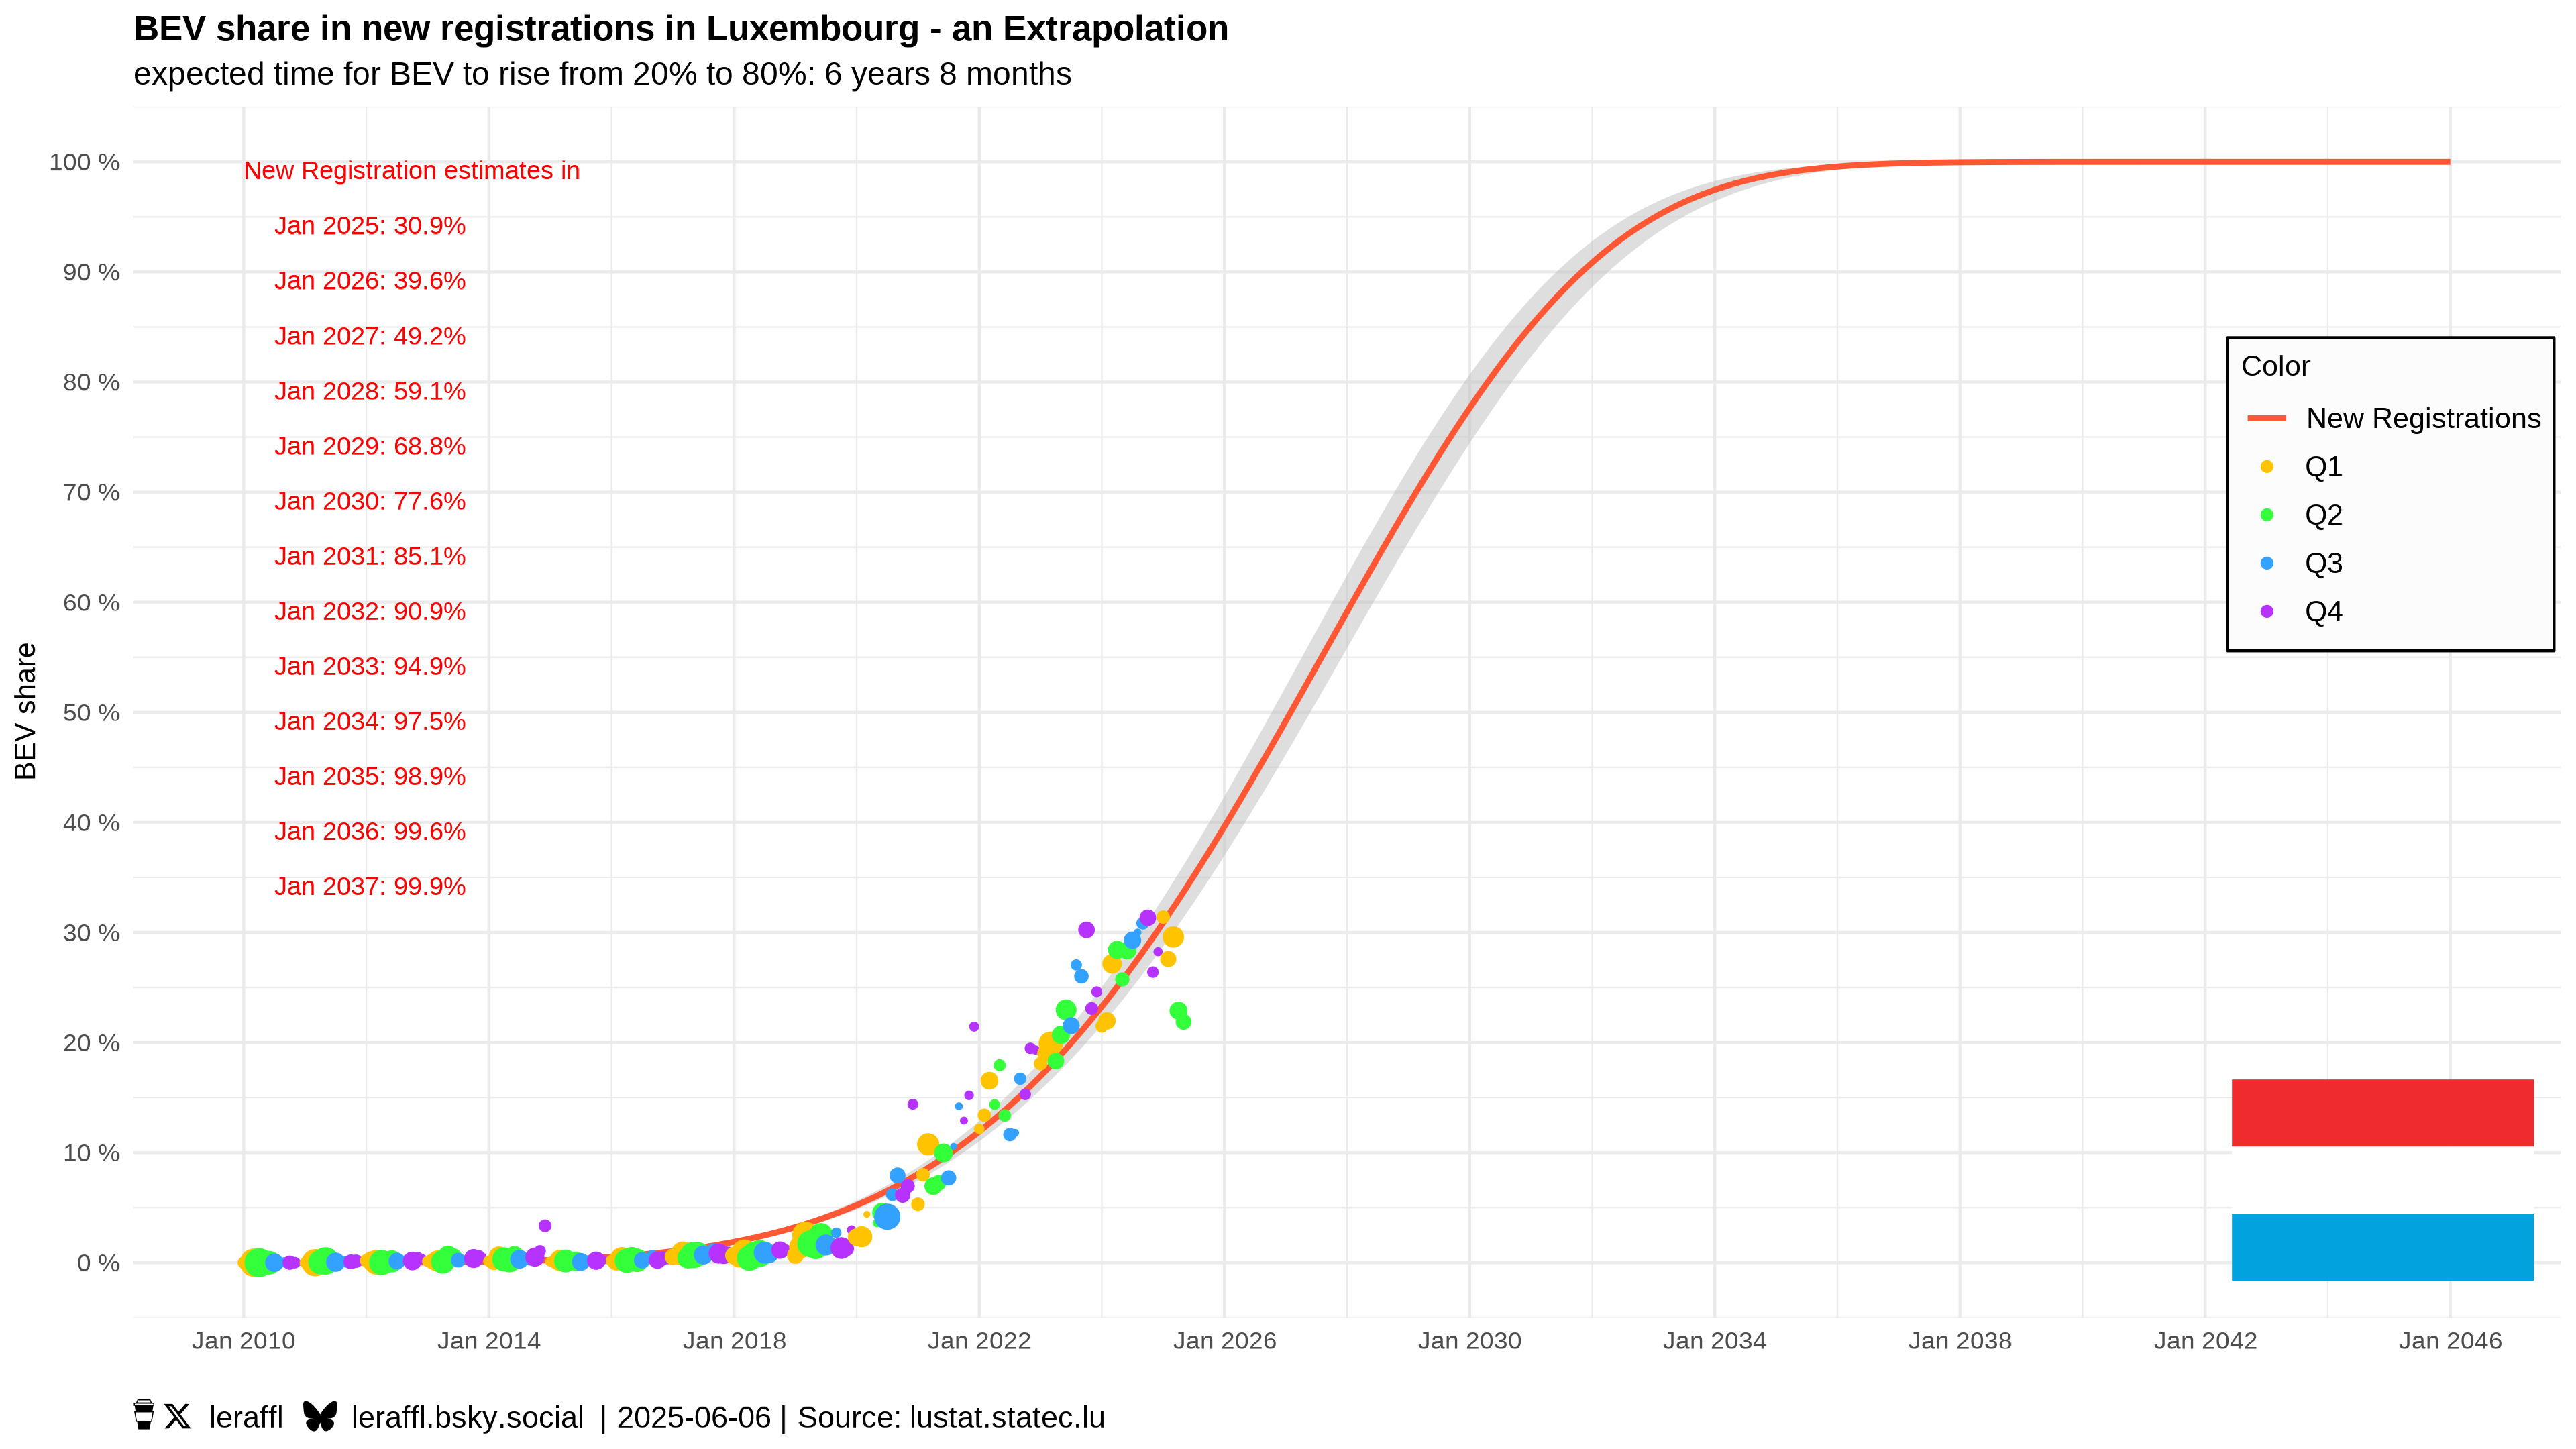 BEV share in new registrations in Luxembourg - an Extrapolation
expected time for BEV to rise from 20% to 80%: 6 years 8 months
100 %
90 %
80 %
70 %
60 %
50 %
40 %
30 %
20 %
10 %
0 %
BEV share
New Registration estimates in
Jan 2025: 30.9%
Jan 2026: 39.6%
Jan 2027: 49.2%
Jan 2028: 59.1%
Jan 2029: 68.8%
Jan 2030: 77.6%
Jan 2031: 85.1%
Jan 2032: 90.9%
Jan 2033: 94.9%
Jan 2034: 97.5%
Jan 2035: 98.9%
Jan 2036: 99.6%
Jan 2037: 99.9%
Color
New Registrations
Q1
Q2
Q3
Q4
Jan 2010 Jan 2014 Jan 2018 Jan 2022 Jan 2026 Jan 2030 Jan 2034 Jan 2038 Jan 2042 Jan 2046
leraffl leraffl.bsky.social | 2025-06-06 | Source: lustat.statec.lu